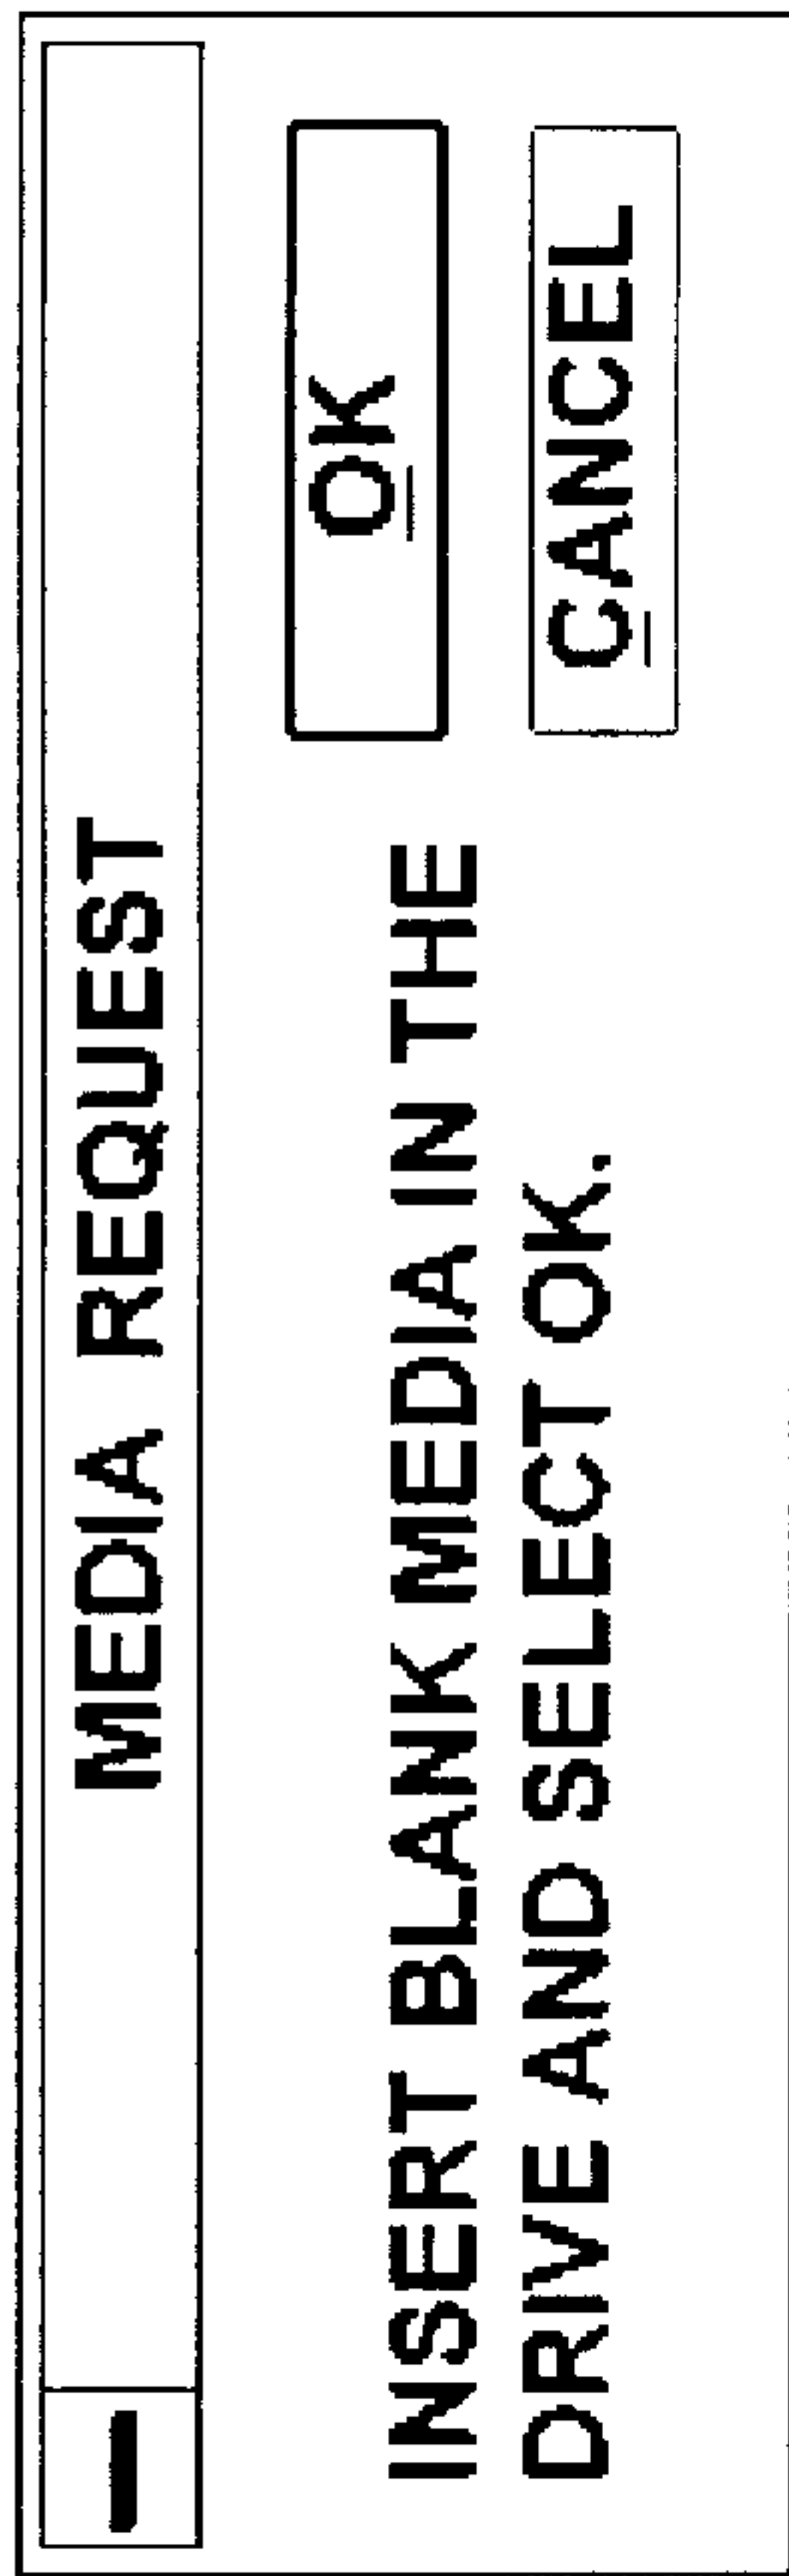 MEDIA REQUEST
INSERT BLANK MEDIA IN THE
DRIVE AND SELECT OK.
OK
CANCEL